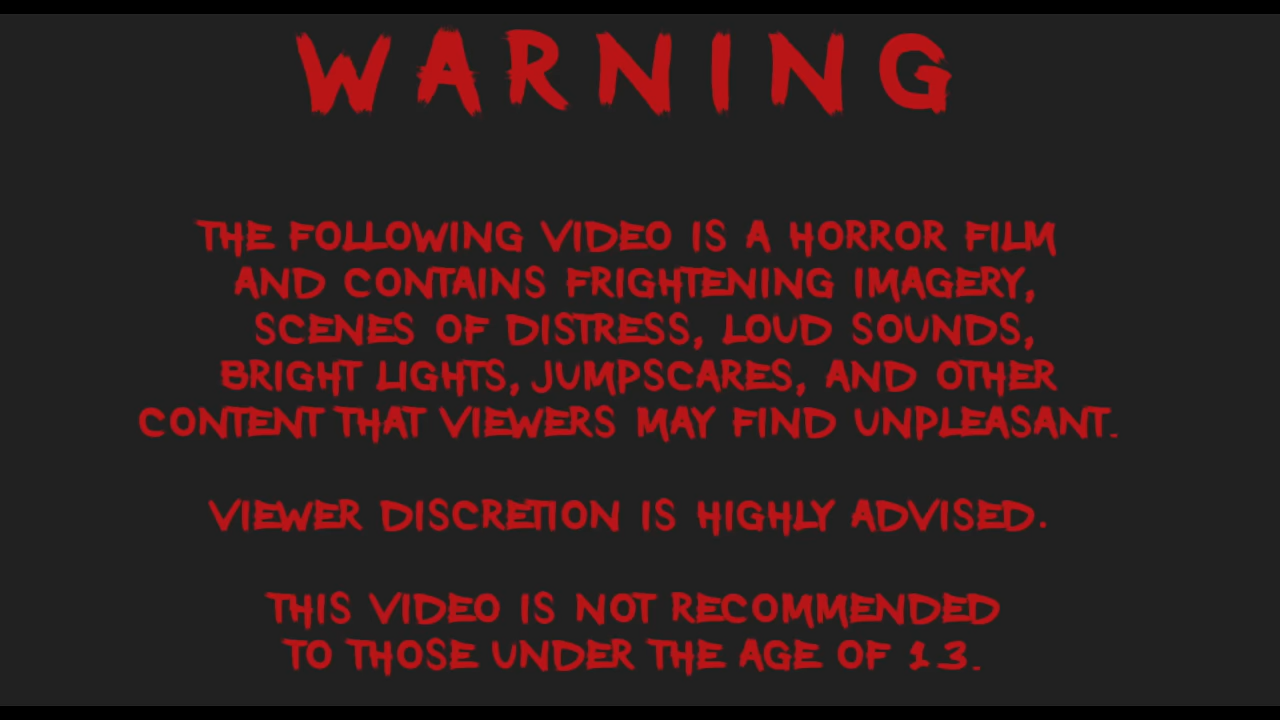 WARNING
THE FOLLOWING VIDEO IS A HORROR FILM
AND CONTAINS FRIGHTENING IMAGERY,
SCENES OF DISTRESS, LOUD SOUNDS,
BRIGHT LIGHTS, JUMPSCARES, AND OTHER
CONTENT THAT VIEWERS MAY FIND UNPLEASANT.
VIEWER DISCRETION IS HIGHLY ADVISED.
THIS VIDEO IS NOT RECOMMENDED
TO THOSE UNDER THE AGE OF 13.